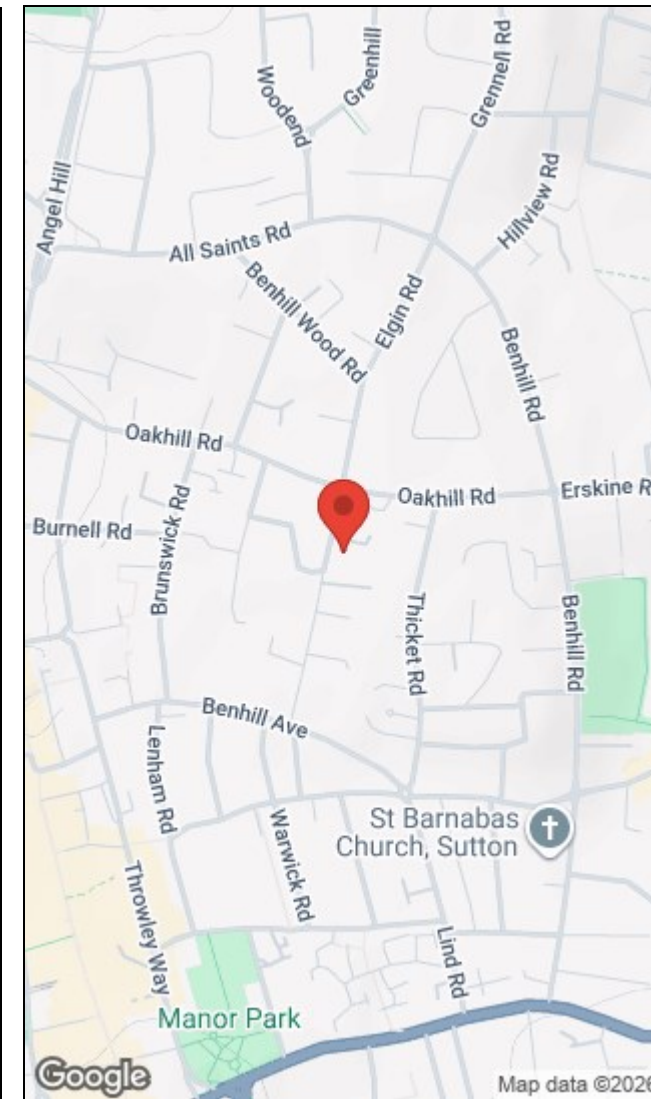 Greenhill
Woodend
Grennell Rd
Hillview Rd
Angel Hill
All Saints Rd
Benhill Wood Rd
Elgin Rd
Benhill Rd
Oakhill Rd
Oakhill Rd
Erskine R
Burnell Rd
Brunswick Rd
Thicket Rd
Benhill Rd
Benhill Ave
Lenham Rd
Warwick Rd
St Barnabas
Church, Sutton
Throwley Way
Lind Rd
Manor Park
Google
Map data ©2026